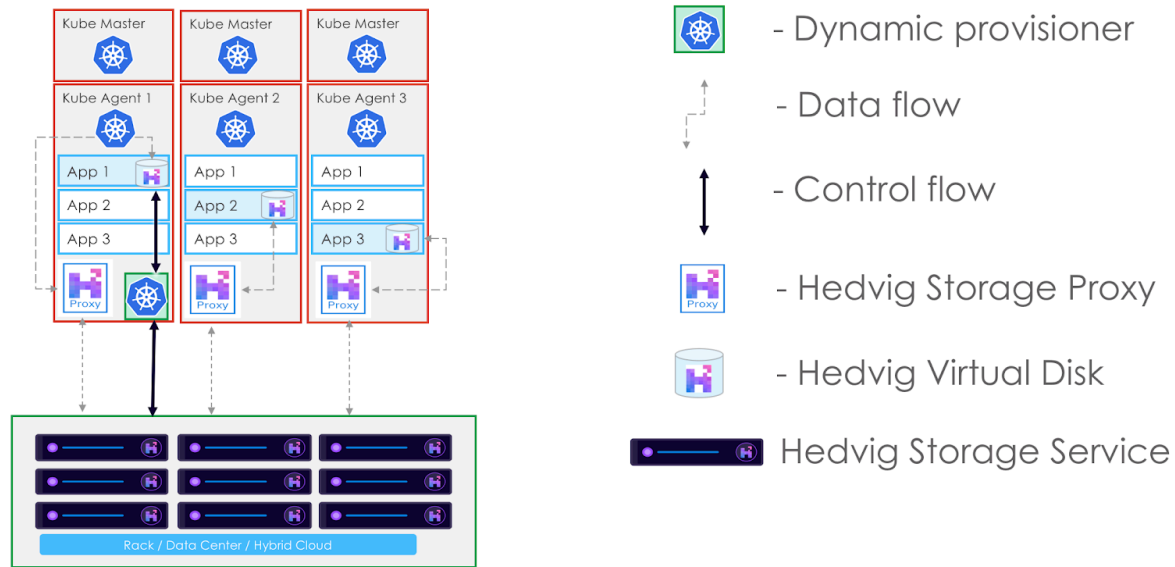 Kube Master
Kube Master
Kube Master
Kube Agent 1
Kube Agent 2
Kube Agent 3
App 1
App 2
App 3
App 1
App 2
App 3
App 1
App 2
App 3
Proxy
Proxy
Proxy
Rack / Data Center / Hybrid Cloud
- Dynamic provisioner
- Data flow
- Control flow
Proxy
- Hedvig Storage Proxy
- Hedvig Virtual Disk
Hedvig Storage Service